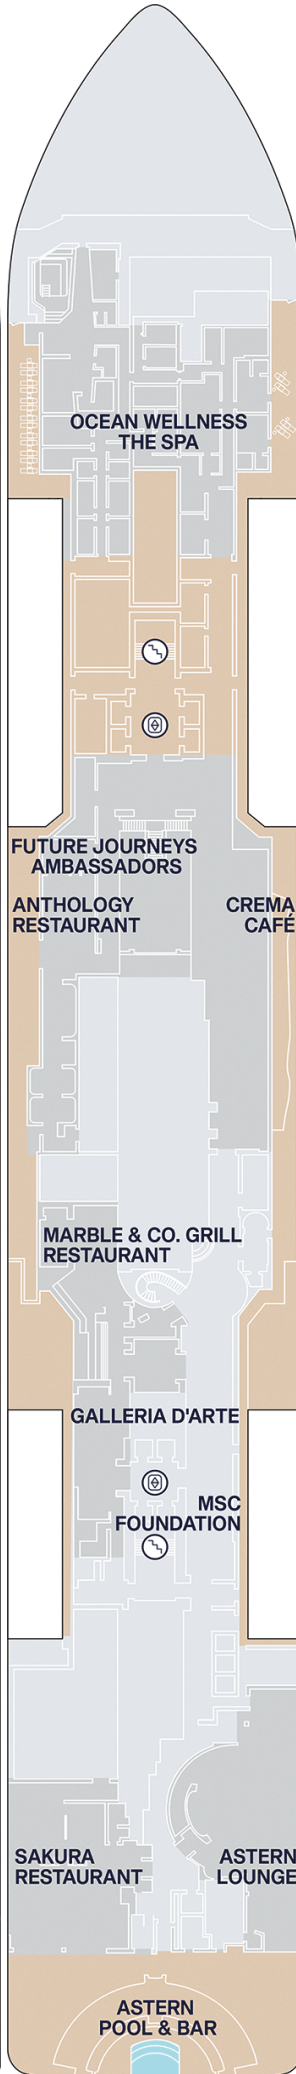 OCEAN WELLNESS
THE SPA
FUTURE JOURNEYS
AMBASSADORS
ANTHOLOGY
RESTAURANT
CREMA
CAFÉ
MARBLE & CO. GRILL
RESTAURANT
GALLERIA D'ARTE
MSC
FOUNDATION
SAKURA
RESTAURANT
ASTERN
LOUNGE
ASTERN
POOL & BAR